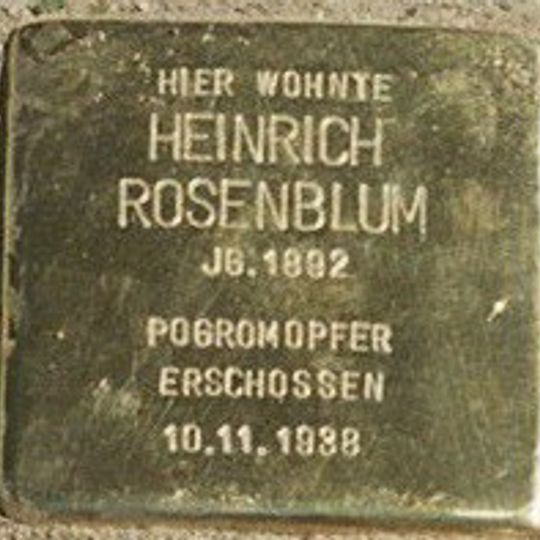 HIER WOHNTE
HEINRICH
ROSENBLUM
JG.1892
POGROMOPFER
ERSCHOSSEN
10.11.1938